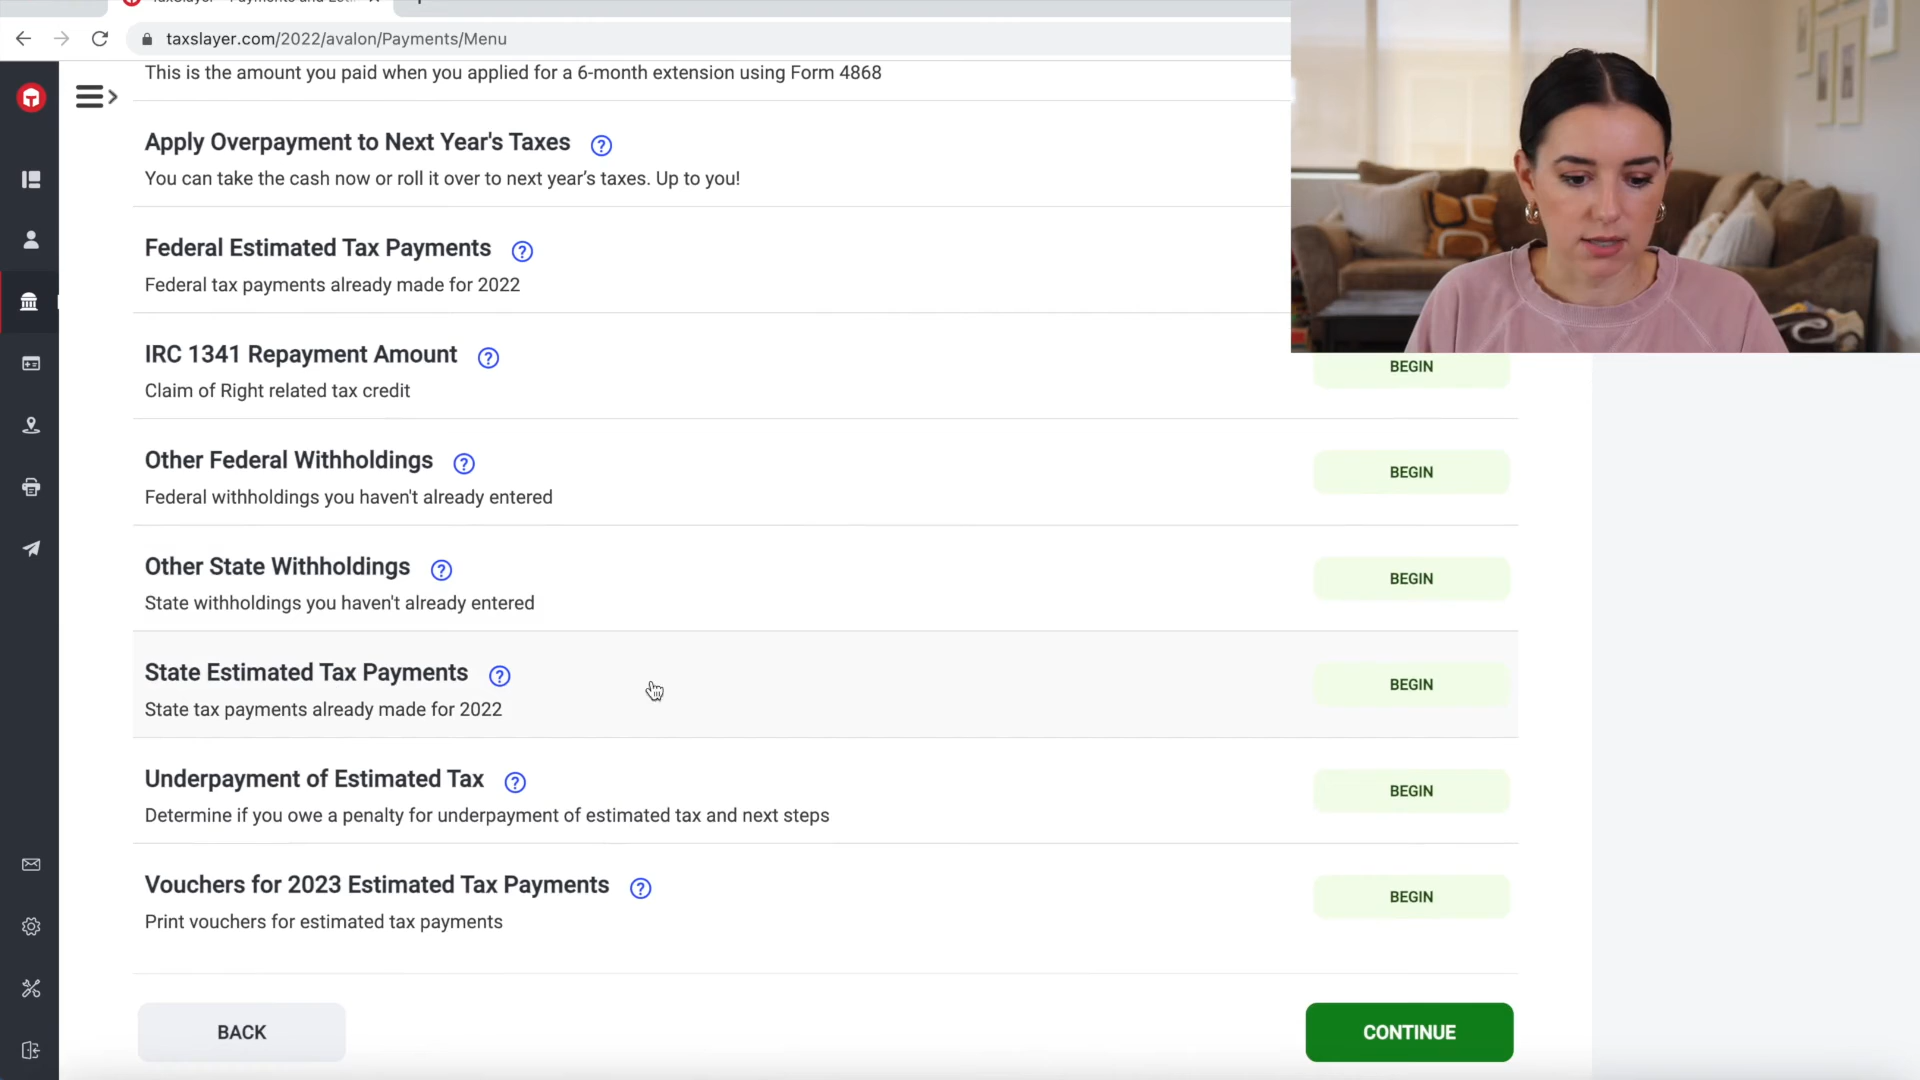 taxslayer.com/2022/avalon/Payments/Menu
This is the amount you paid when you applied for a 6-month extension using Form 4868
Apply Overpayment to Next Year's Taxes ?
You can take the cash now or roll it over to next year’s taxes. Up to you!
Federal Estimated Tax Payments ?
Federal tax payments already made for 2022
IRC 1341 Repayment Amount ?
BEGIN
Claim of Right related tax credit
Other Federal Withholdings ?
BEGIN
Federal withholdings you haven't already entered
Other State Withholdings ?
BEGIN
State withholdings you haven't already entered
State Estimated Tax Payments ?
BEGIN
State tax payments already made for 2022
Underpayment of Estimated Tax ?
BEGIN
Determine if you owe a penalty for underpayment of estimated tax and next steps
Vouchers for 2023 Estimated Tax Payments ?
BEGIN
Print vouchers for estimated tax payments
BACK
CONTINUE